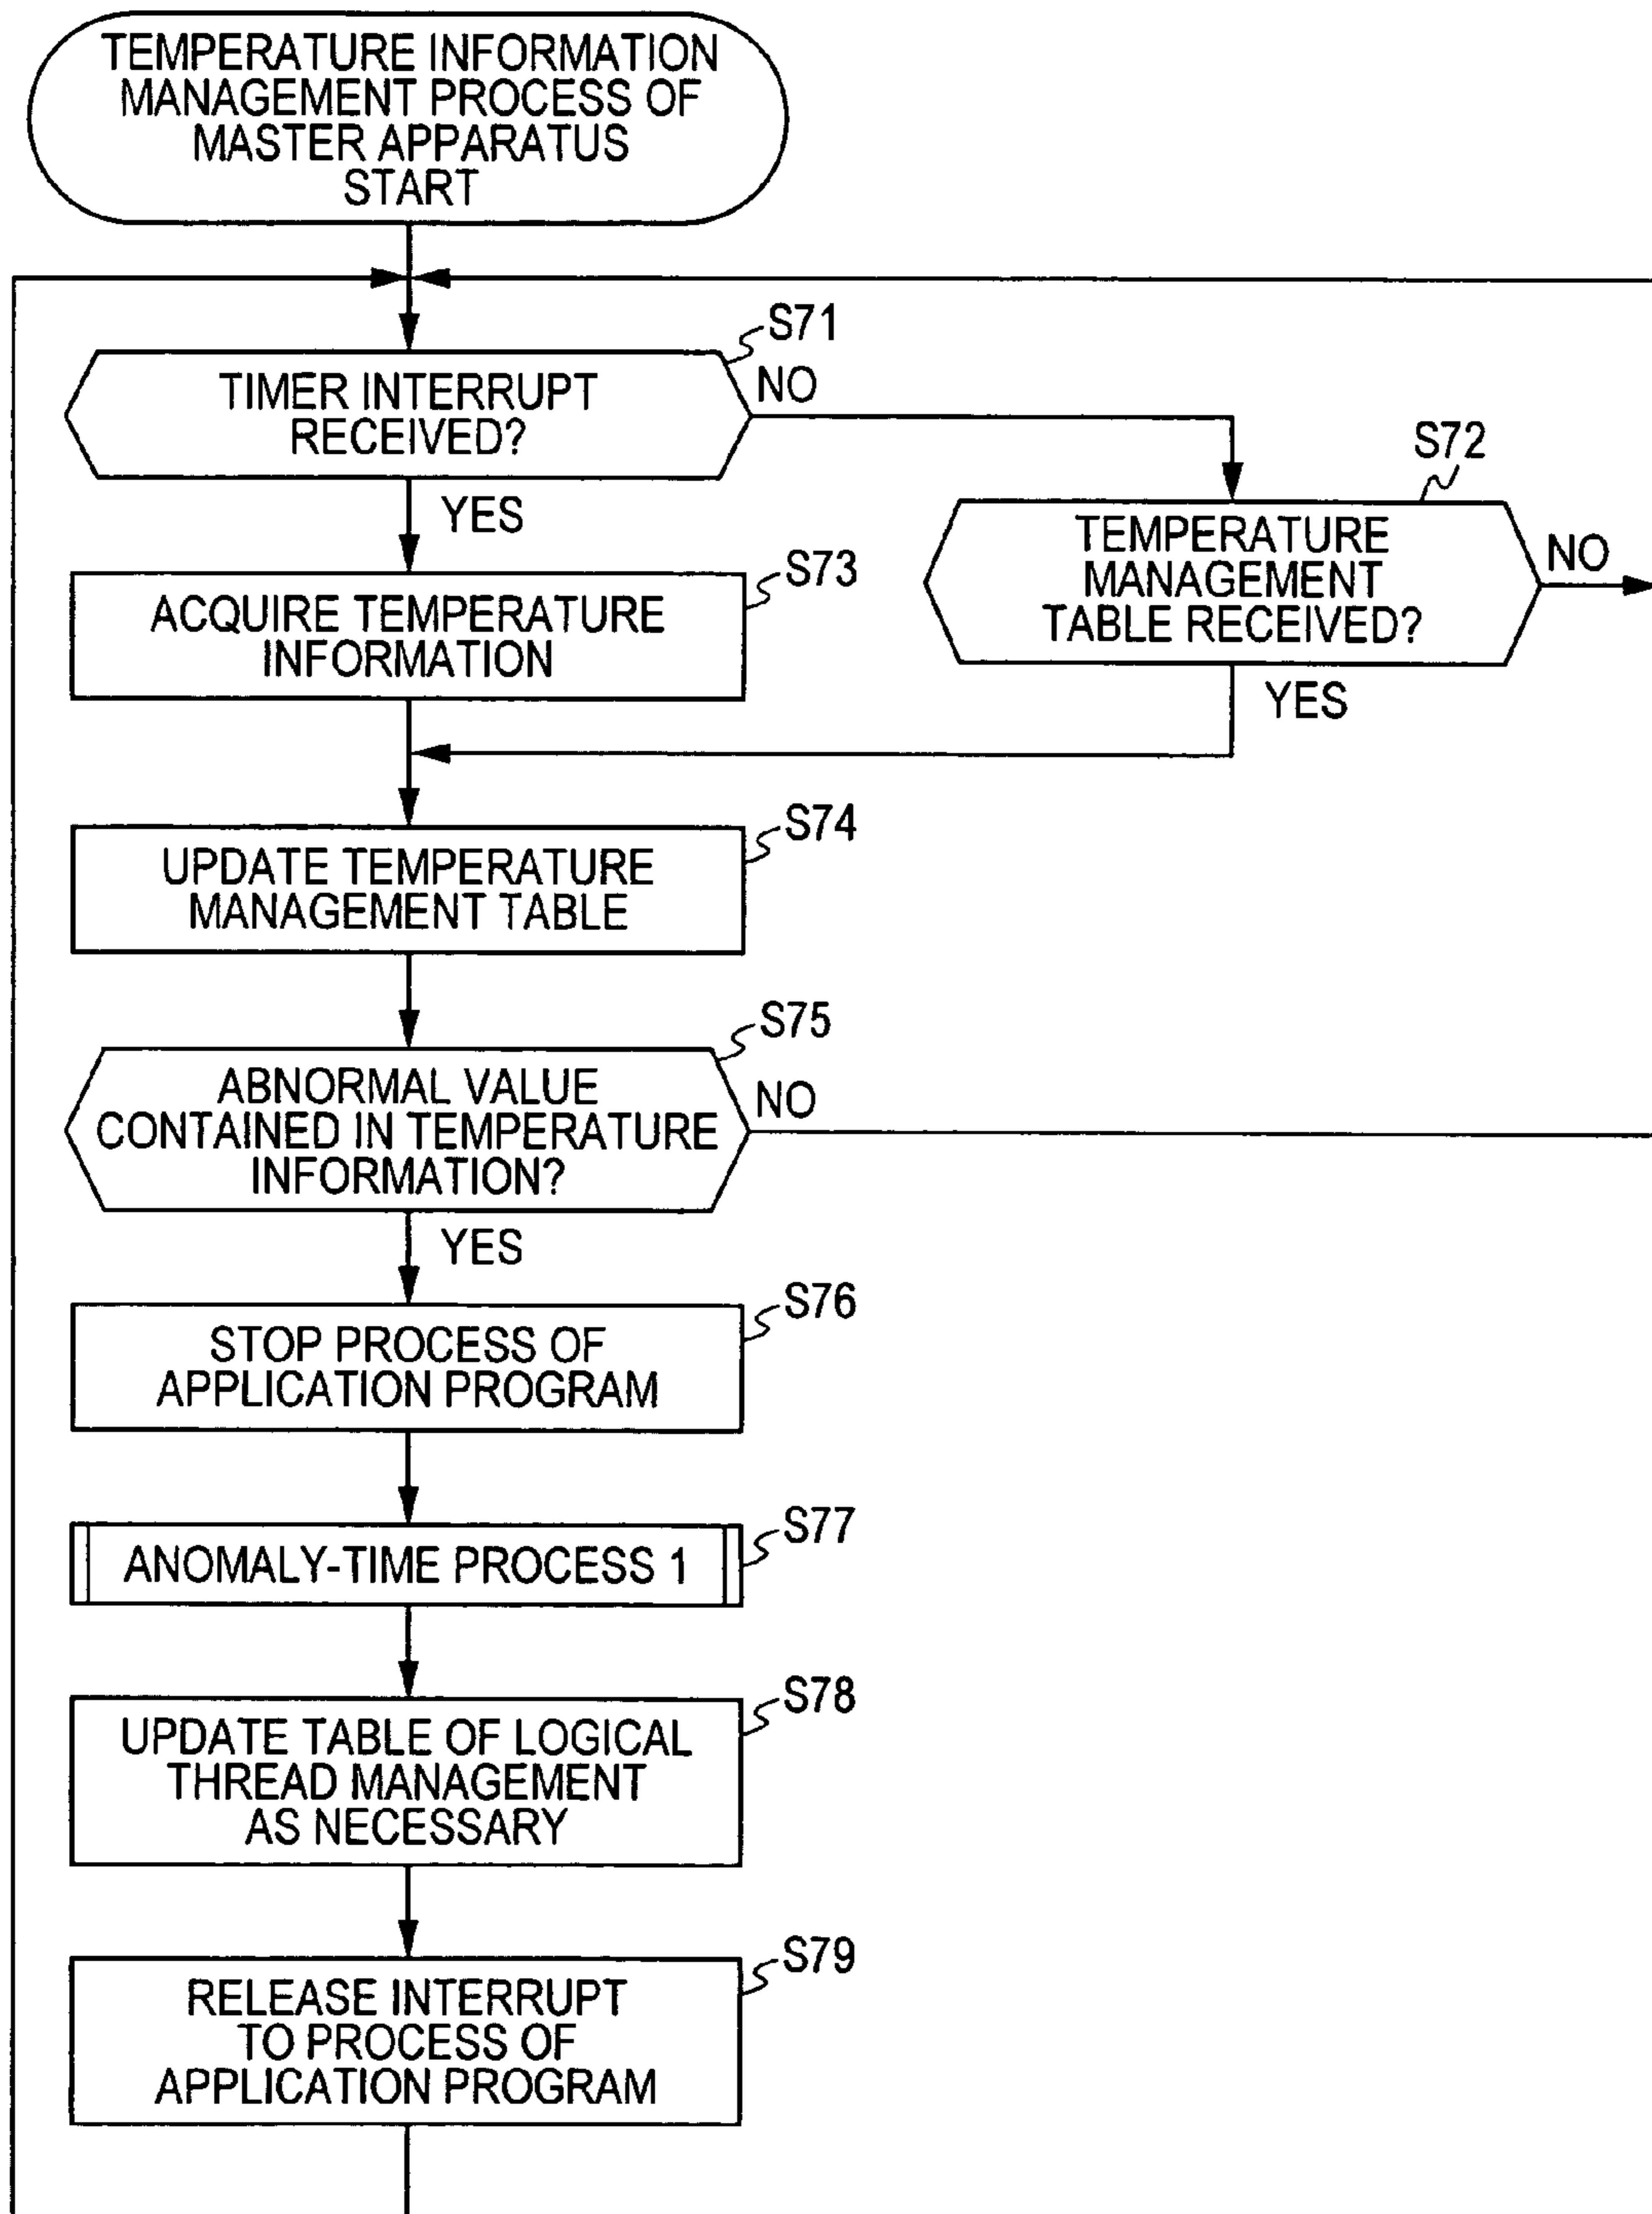 TEMPERATURE INFORMATION
MANAGEMENT PROCESS OF
MASTER APPARATUS
START
S71
TIMER INTERRUPT
RECEIVED?
NO
YES
S72
TEMPERATURE
MANAGEMENT
TABLE RECEIVED?
NO
YES
S73
ACQUIRE TEMPERATURE
INFORMATION
S74
UPDATE TEMPERATURE
MANAGEMENT TABLE
S75
ABNORMAL VALUE
CONTAINED IN TEMPERATURE
INFORMATION?
NO
YES
S76
STOP PROCESS OF
APPLICATION PROGRAM
S77
ANOMALY-TIME PROCESS 1
S78
UPDATE TABLE OF LOGICAL
THREAD MANAGEMENT
AS NECESSARY
S79
RELEASE INTERRUPT
TO PROCESS OF
APPLICATION PROGRAM